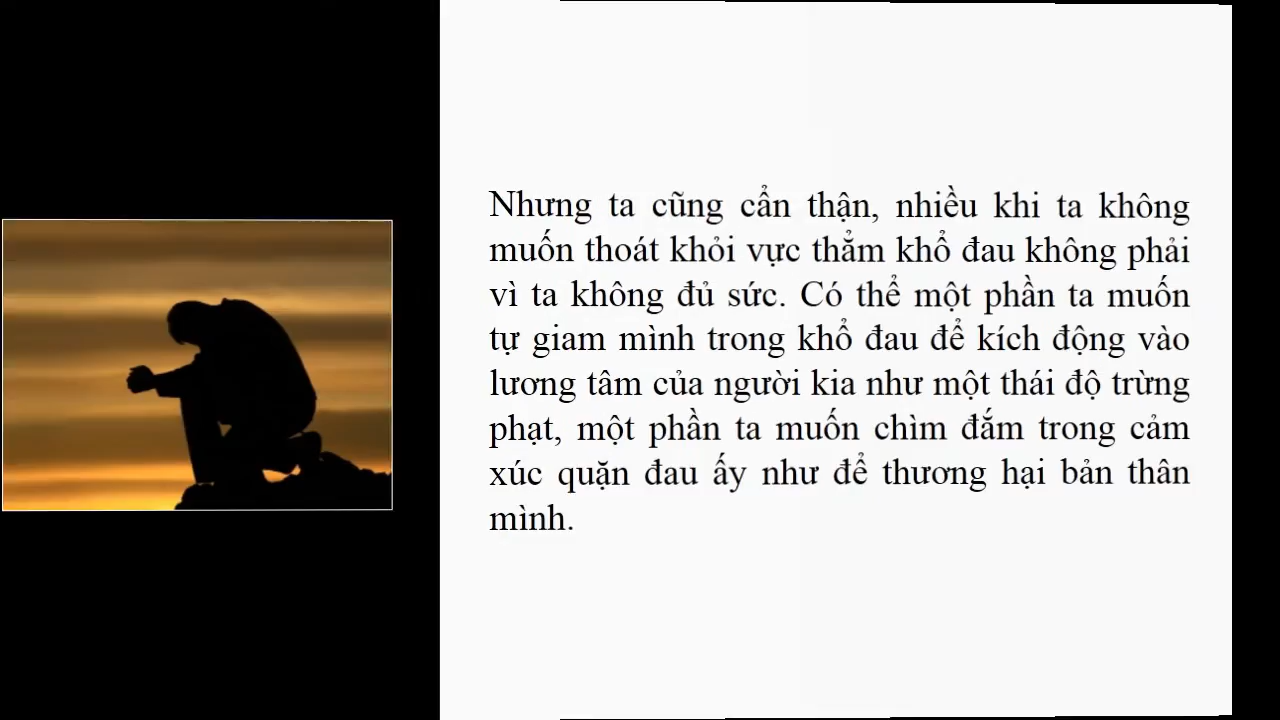 Nhưng ta cũng cẩn thận, nhiều khi ta không
muốn thoát khỏi vực thẳm khổ đau không phải
vì ta không đủ sức. Có thể một phần ta muốn
tự giam mình trong khổ đau để kích động vào
lương tâm của người kia như một thái độ trừng
phạt, một phần ta muốn chìm đắm trong cảm
xúc quặn đau ấy như để thương hại bản thân
mình.